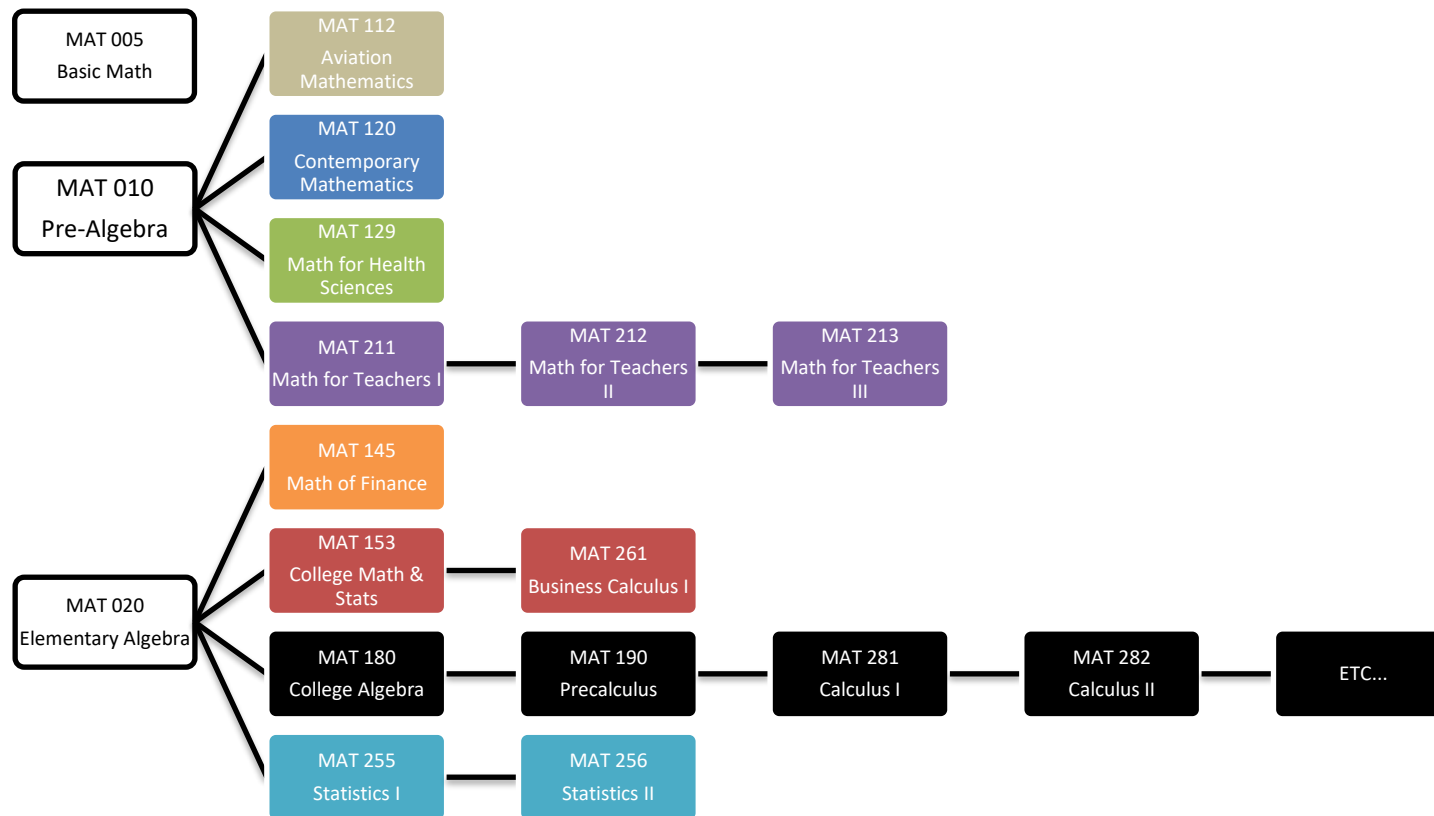 MAT 005
Basic Math
MAT 112
Aviation
Mathematics
MAT 120
Contemporary
Mathematics
MAT 010
Pre-Algebra
MAT 129
Math for Health
Sciences
MAT 211
Math for Teachers I
MAT 212
Math for Teachers
II
MAT 213
Math for Teachers
III
MAT 145
Math of Finance
MAT 153
College Math &
Stats
MAT 261
Business Calculus I
MAT 020
Elementary Algebra
MAT 180
College Algebra
MAT 190
Precalculus
MAT 281
Calculus I
MAT 282
Calculus II
ETC...
MAT 255
Statistics I
MAT 256
Statistics II